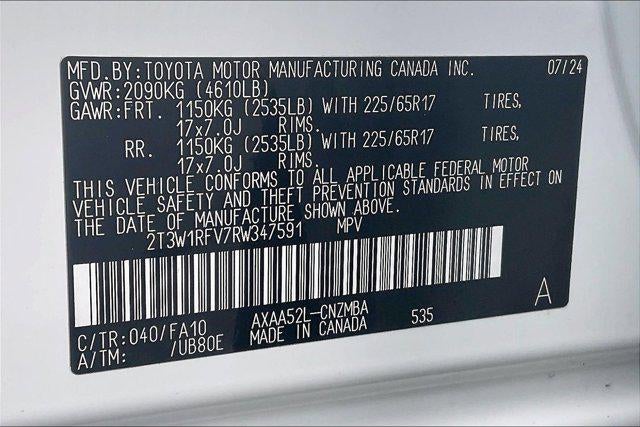 MFD.BY:TOYOTA MOTOR MANUFACTURING CANADA INC. 07/24
GVWR:2090KG (4610LB)
GAWR:FRT. 1150KG (2535LB) WITH 225/65R17 TIRES,
17x7.0J RIMS.
RR. 1150KG (2535LB) WITH 225/65R17 TIRES,
17x7.0J RIMS.
THIS VEHICLE CONFORMS TO ALL APPLICABLE FEDERAL MOTOR
VEHICLE SAFETY AND THEFT PREVENTION STANDARDS IN EFFECT ON
THE DATE OF MANUFACTURE SHOWN ABOVE.
2T3W1RFV7RW347591 MPV
C/TR:040/FA10 AXAA52L-CNZMBA 535 A
A/TM: /UB80E MADE IN CANADA